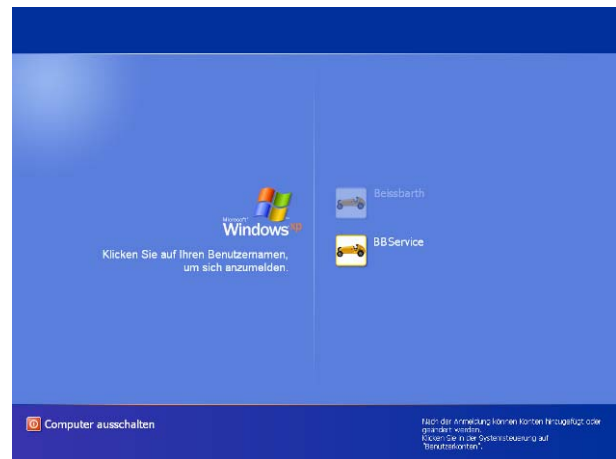 Microsoft®
Windows xp
Klicken Sie auf Ihren Benutzernamen,
um sich anzumelden.
Beissbarth
BBService
Computer ausschalten
Nach der Anmeldung können Konten hinzugefügt oder
geändert werden.
Klicken Sie in der Systemsteuerung auf
"Benutzerkonten".